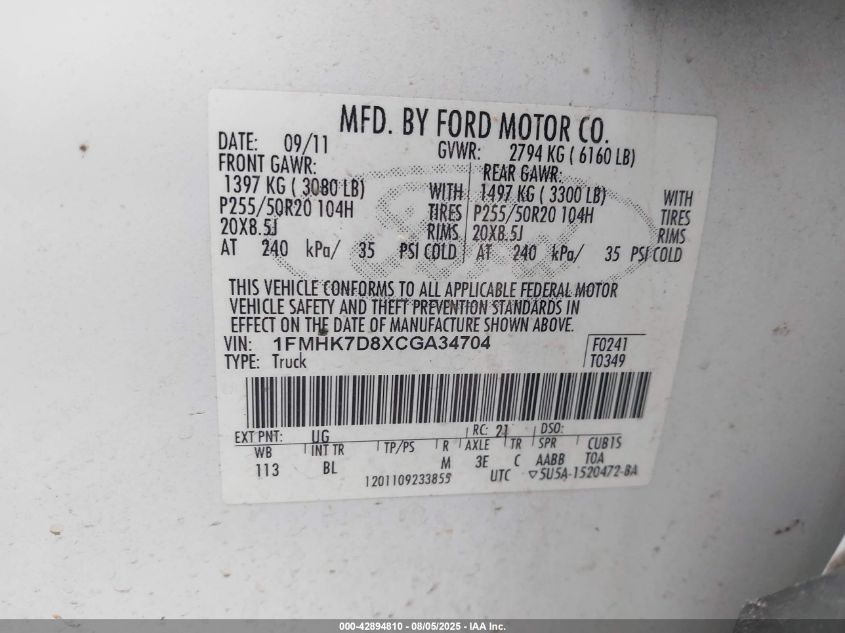 MFD. BY FORD MOTOR CO.
DATE: 09/11 GVWR: 2794 KG ( 6160 LB)
FRONT GAWR: REAR GAWR:
1397 KG ( 3080 LB) WITH 1497 KG ( 3300 LB) WITH
P255/50R20 104H TIRES P255/50R20 104H TIRES
20X8.5J RIMS 20X8.5J RIMS
AT 240 kPa/ 35 PSI COLD AT 240 kPa/ 35 PSI COLD
THIS VEHICLE CONFORMS TO ALL APPLICABLE FEDERAL MOTOR
VEHICLE SAFETY AND THEFT PREVENTION STANDARDS IN
EFFECT ON THE DATE OF MANUFACTURE SHOWN ABOVE.
VIN: 1FMHK7D8XCGA34704 F0241
TYPE: Truck T0349
EXT PNT: UG RC: 21 DSO:
WB INT TR TP/PS R AXLE TR SPR CUB1S
113 BL M 3E C AABB TOA
1201109233855 UTC ▽5U5A-1520472-BA
000-42894810 - 08/05/2025 - IAA Inc.